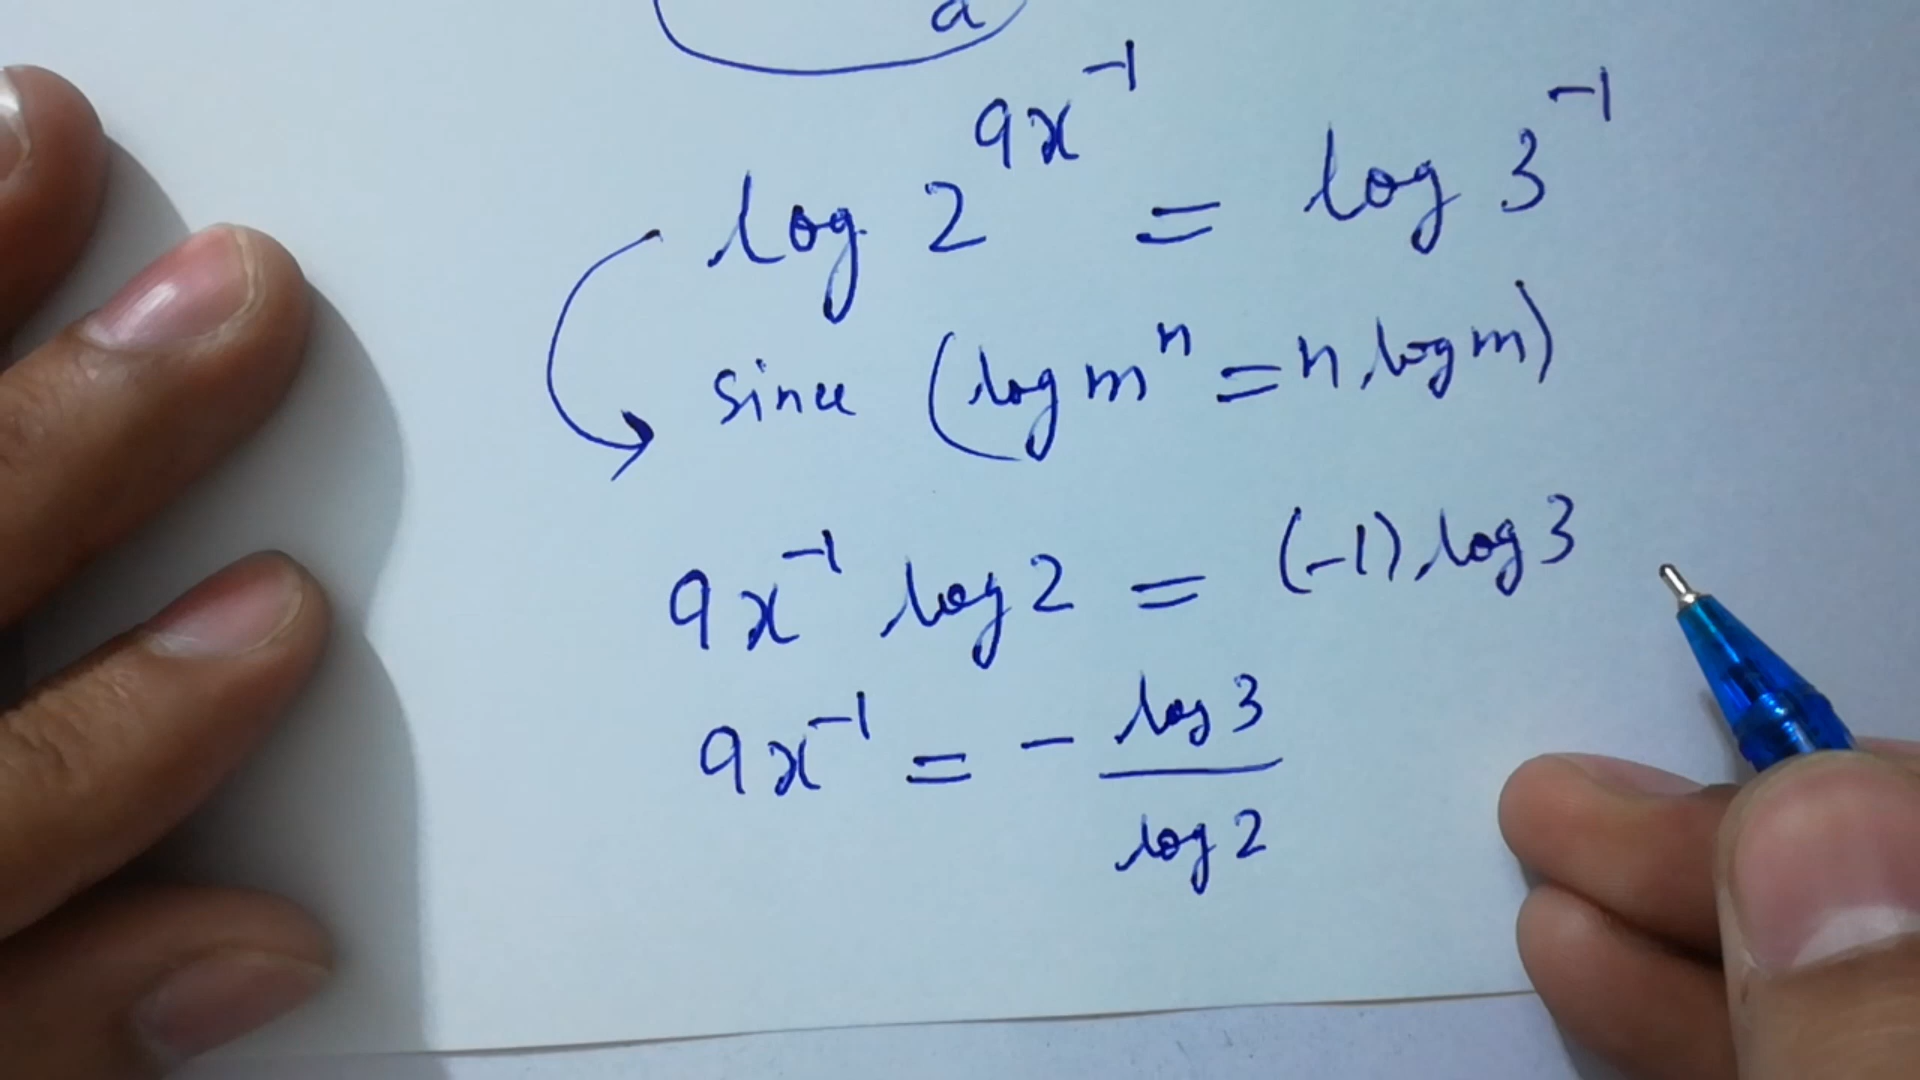 a
log 2^9x^-1 = log 3^-1
since (log m^n = n.log m)
9x^-1 log 2 = (-1).log 3
9x^-1 = - log 3 / log 2